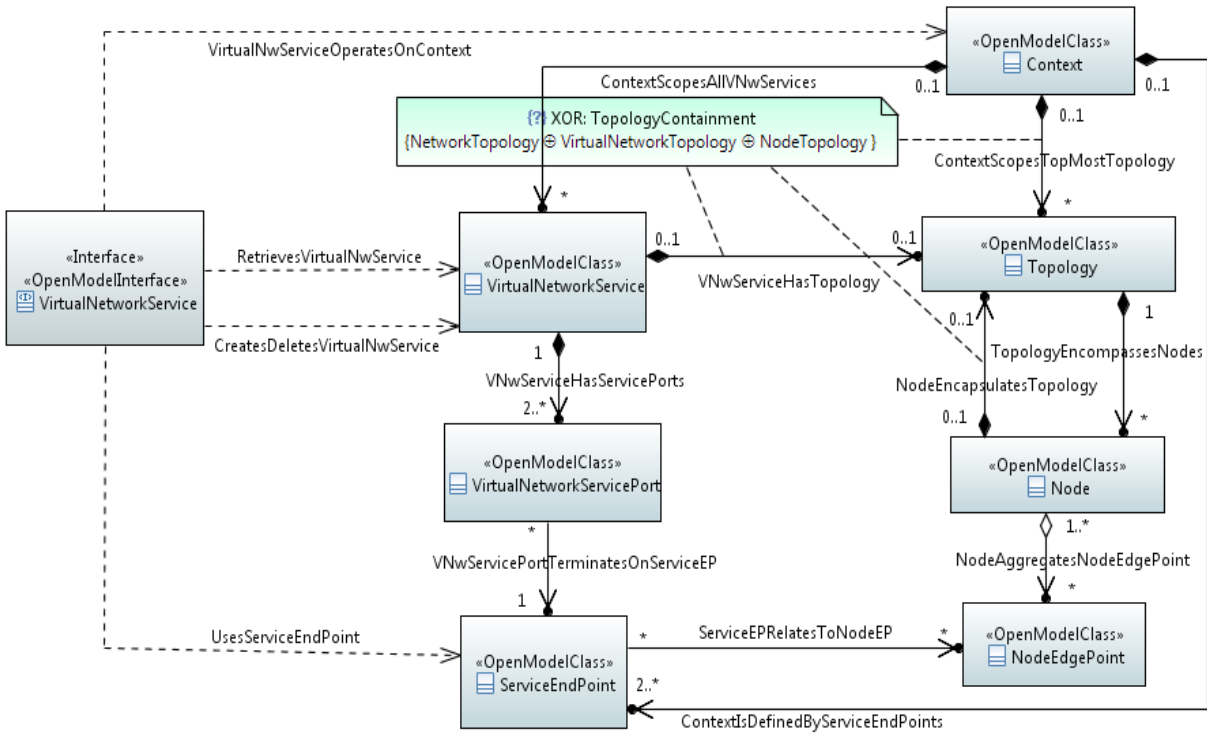 VirtualNwServiceOperatesOnContext
«OpenModelClass»
Context
0..1
0..1
0..1
ContextScopesAllVNwServices
{?} XOR: TopologyContainment
{NetworkTopology ⊕ VirtualNetworkTopology ⊕ NodeTopology }
ContextScopesTopMostTopology
*
*
«Interface»
«OpenModelInterface»
VirtualNetworkService
RetrievesVirtualNwService
CreatesDeletesVirtualNwService
«OpenModelClass»
VirtualNetworkService
0..1
0..1
VNwServiceHasTopology
«OpenModelClass»
Topology
1
VNwServiceHasServicePorts
2..*
0..1
1
TopologyEncompassesNodes
NodeEncapsulatesTopology
0..1
*
«OpenModelClass»
VirtualNetworkServicePort
«OpenModelClass»
Node
*
VNwServicePortTerminatesOnServiceEP
1
1..*
NodeAggregatesNodeEdgePoint
*
UsesServiceEndPoint
«OpenModelClass»
ServiceEndPoint
*
ServiceEPRelatesToNodeEP
*
«OpenModelClass»
NodeEdgePoint
2..*
ContextIsDefinedByServiceEndPoints